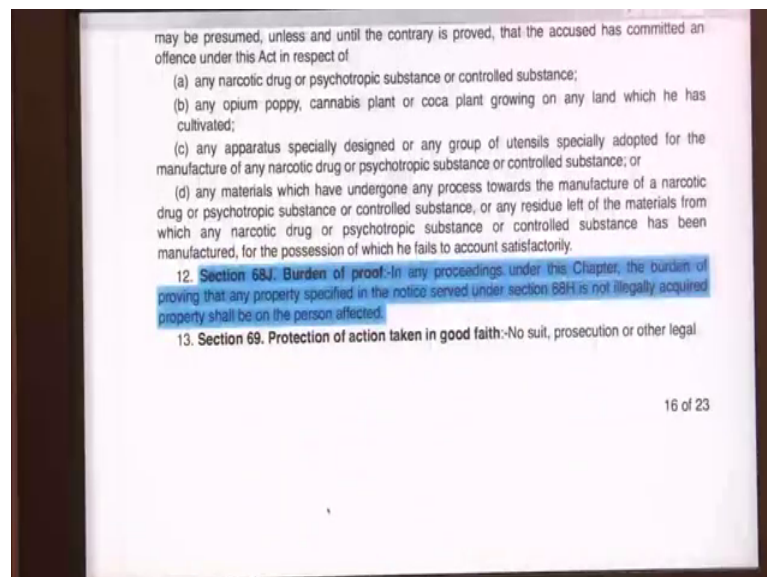 may be presumed, unless and until the contrary is proved, that the accused has committed an
offence under this Act in respect of
(a) any narcotic drug or psychotropic substance or controlled substance;
(b) any opium poppy, cannabis plant or coca plant growing on any land which he has
cultivated;
(c) any apparatus specially designed or any group of utensils specially adopted for the
manufacture of any narcotic drug or psychotropic substance or controlled substance; or
(d) any materials which have undergone any process towards the manufacture of a narcotic
drug or psychotropic substance or controlled substance, or any residue left of the materials from
which any narcotic drug or psychotropic substance or controlled substance has been
manufactured, for the possession of which he fails to account satisfactorily.
12. Section 68J. Burden of proof:-In any proceedings under this Chapter, the burden of
proving that any property specified in the notice served under section 68H is not illegally acquired
property shall be on the person affected.
13. Section 69. Protection of action taken in good faith:-No suit, prosecution or other legal
16 of 23